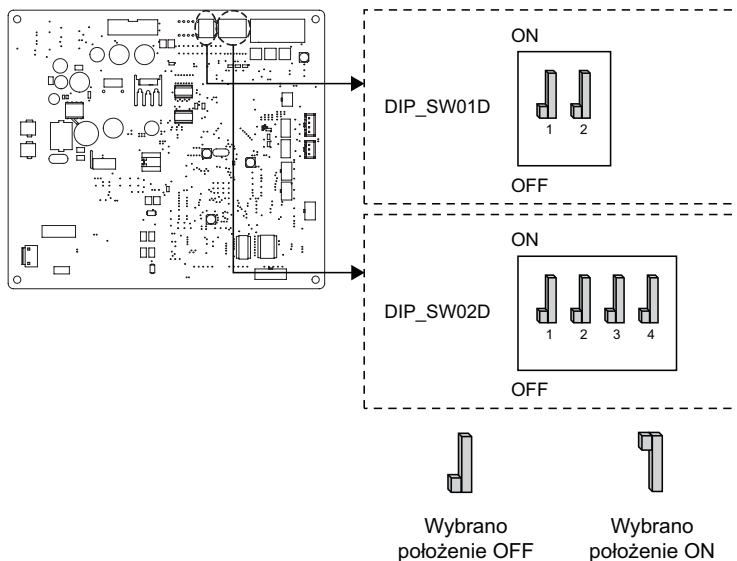 ON
DIP_SW01D
1 2
OFF
ON
DIP_SW02D
1 2 3 4
OFF
Wybrano
położenie OFF
Wybrano
położenie ON